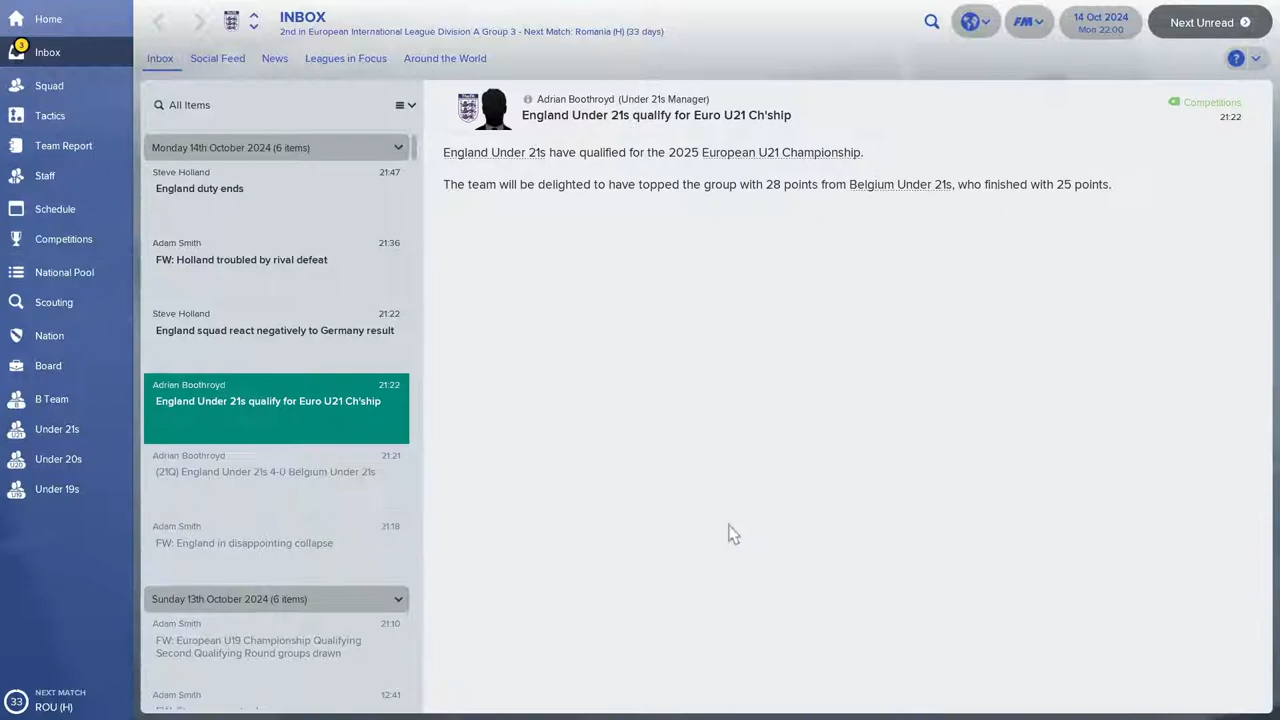 Home
3
Inbox
Squad
Tactics
Team Report
Staff
Schedule
Competitions
National Pool
Scouting
Nation
Board
B Team
Under 21s
Under 20s
Under 19s
33
NEXT MATCH
ROU (H)
INBOX
2nd in European International League Division A Group 3 - Next Match: Romania (H) (33 days)
FM
14 Oct 2024
Mon 22:00
Next Unread
Inbox
Social Feed
News
Leagues in Focus
Around the World
?
All Items
Monday 14th October 2024 (6 items)
Steve Holland 21:47
England duty ends
Adam Smith 21:36
FW: Holland troubled by rival defeat
Steve Holland 21:22
England squad react negatively to Germany result
Adrian Boothroyd 21:22
England Under 21s qualify for Euro U21 Ch'ship
Adrian Boothroyd 21:21
(21Q) England Under 21s 4-0 Belgium Under 21s
Adam Smith 21:18
FW: England in disappointing collapse
Sunday 13th October 2024 (6 items)
Adam Smith 21:10
FW: European U19 Championship Qualifying
Second Qualifying Round groups drawn
Adam Smith 12:41
Adrian Boothroyd (Under 21s Manager)
England Under 21s qualify for Euro U21 Ch'ship
Competitions
21:22
England Under 21s have qualified for the 2025 European U21 Championship.
The team will be delighted to have topped the group with 28 points from Belgium Under 21s, who finished with 25 points.